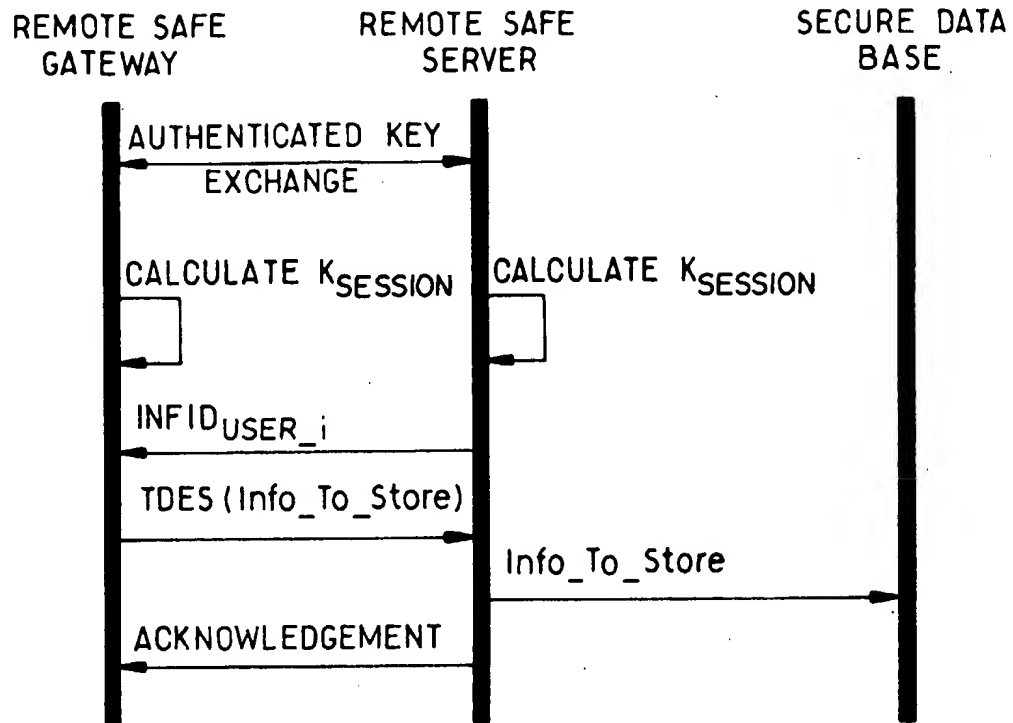 REMOTE SAFE
GATEWAY
REMOTE SAFE
SERVER
SECURE DATA
BASE
AUTHENTICATED KEY
EXCHANGE
CALCULATE KSESSION
CALCULATE KSESSION
INFIDUSER_i
TDES (Info_To_Store)
Info_To_Store
ACKNOWLEDGEMENT